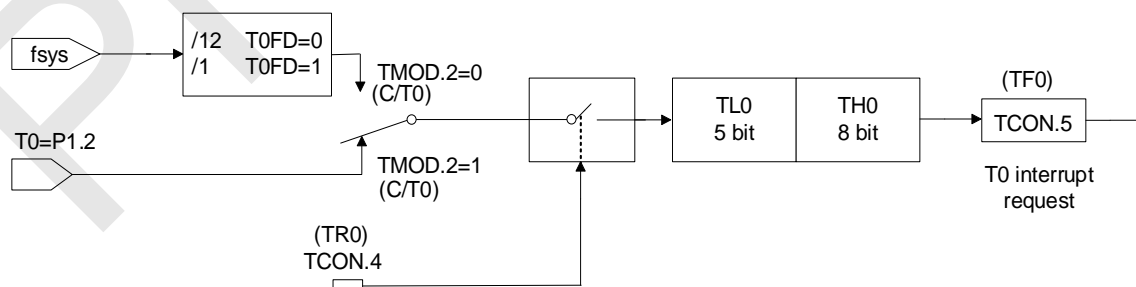 /12 T0FD=0
fsys
/1 T0FD=1
TMOD.2=0
(C/T0)
(TF0)
TL0
5 bit
TH0
8 bit
TCON.5
T0=P1.2
TMOD.2=1
(C/T0)
T0 interrupt
request
(TR0)
TCON.4